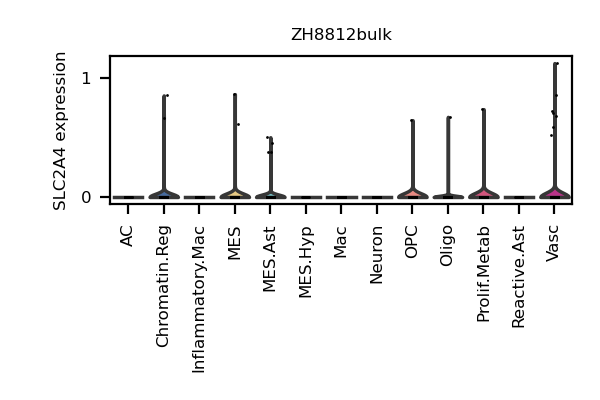 ZH8812bulk
SLC2A4 expression
1
0
AC
Chromatin.Reg
Inflammatory.Mac
MES
MES.Ast
MES.Hyp
Mac
Neuron
OPC
Oligo
Prolif.Metab
Reactive.Ast
Vasc